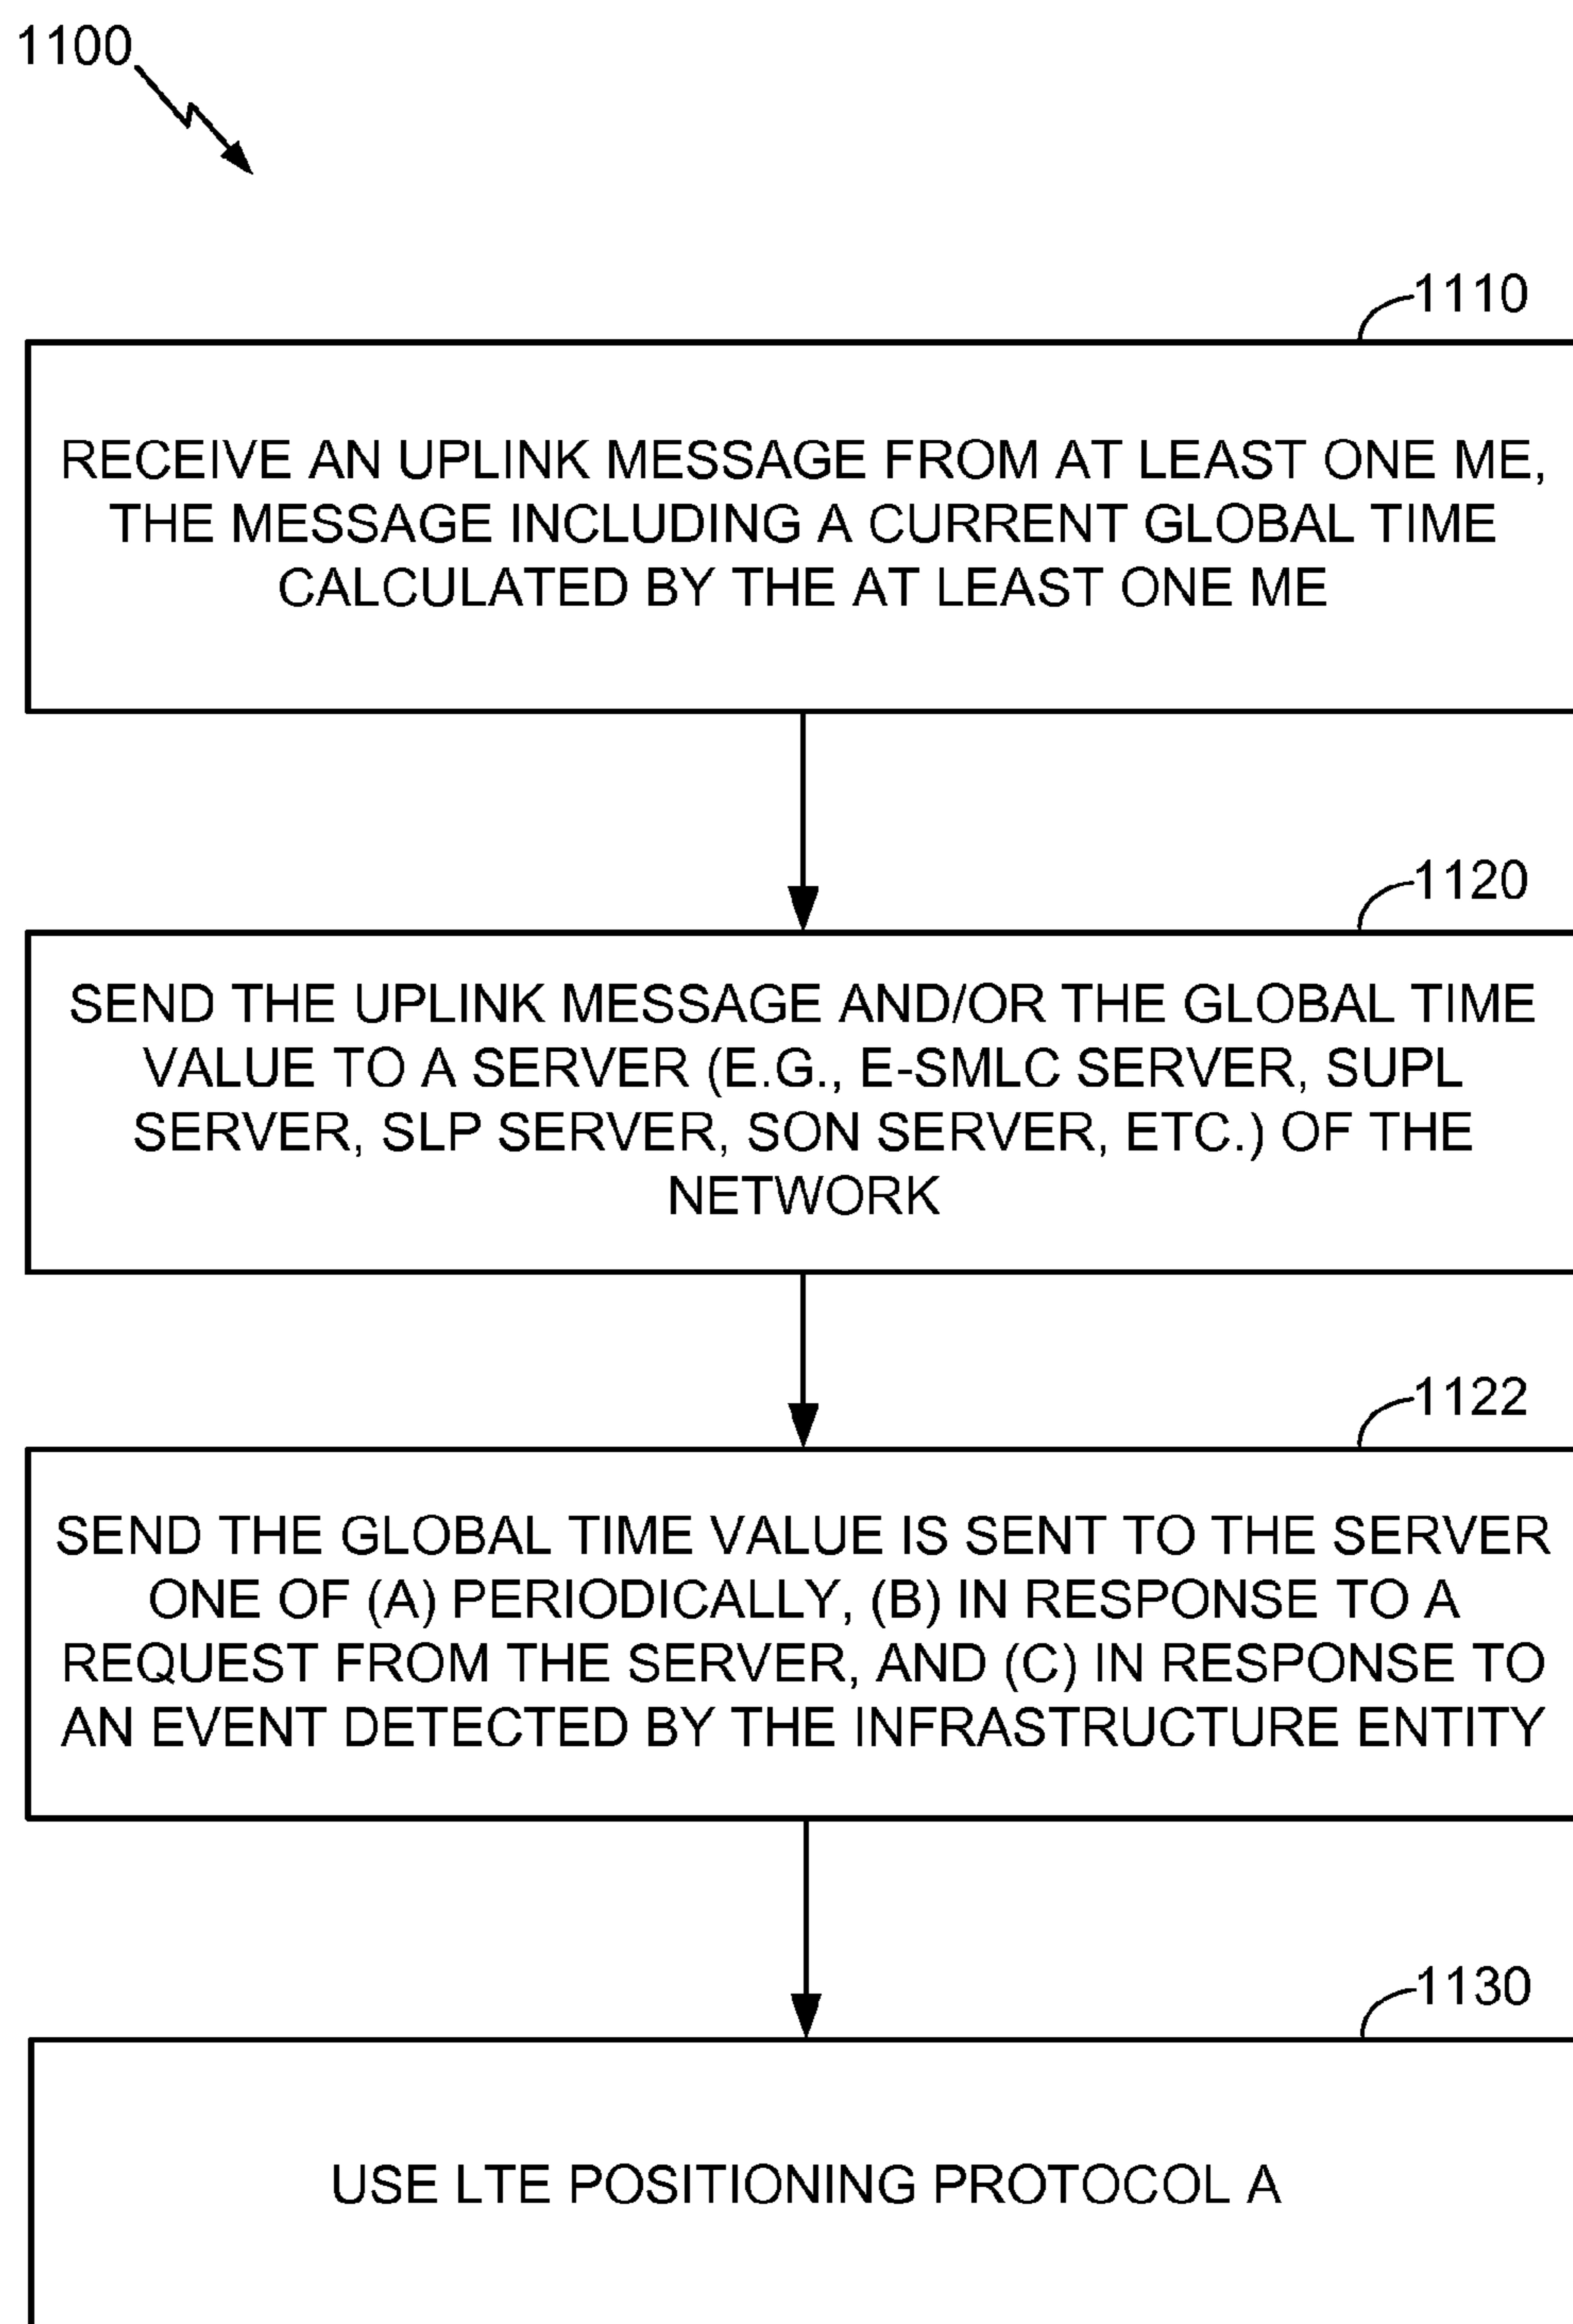 1100
1110
RECEIVE AN UPLINK MESSAGE FROM AT LEAST ONE ME,
THE MESSAGE INCLUDING A CURRENT GLOBAL TIME
CALCULATED BY THE AT LEAST ONE ME
1120
SEND THE UPLINK MESSAGE AND/OR THE GLOBAL TIME
VALUE TO A SERVER (E.G., E-SMLC SERVER, SUPL
SERVER, SLP SERVER, SON SERVER, ETC.) OF THE
NETWORK
1122
SEND THE GLOBAL TIME VALUE IS SENT TO THE SERVER
ONE OF (A) PERIODICALLY, (B) IN RESPONSE TO A
REQUEST FROM THE SERVER, AND (C) IN RESPONSE TO
AN EVENT DETECTED BY THE INFRASTRUCTURE ENTITY
1130
USE LTE POSITIONING PROTOCOL A